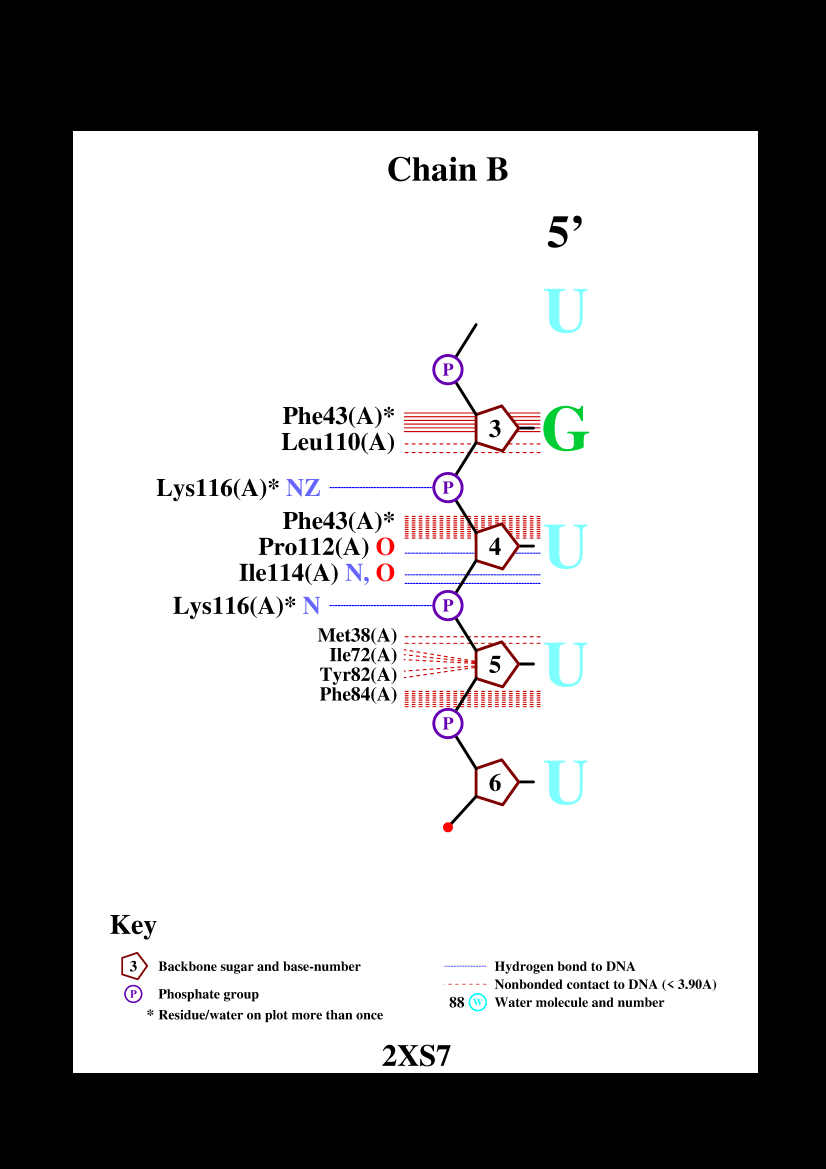 Chain B
5’
U
P
Phe43(A)*
3 G
Leu110(A)
Lys116(A)* NZ P
Phe43(A)*
Pro112(A) O 4 U
Ile114(A) N, O
Lys116(A)* N P
Met38(A)
Ile72(A) 5 U
Tyr82(A)
Phe84(A)
P
6 U
Key
3 Backbone sugar and base-number
P Phosphate group
* Residue/water on plot more than once
Hydrogen bond to DNA
Nonbonded contact to DNA (< 3.90A)
88 W Water molecule and number
2XS7